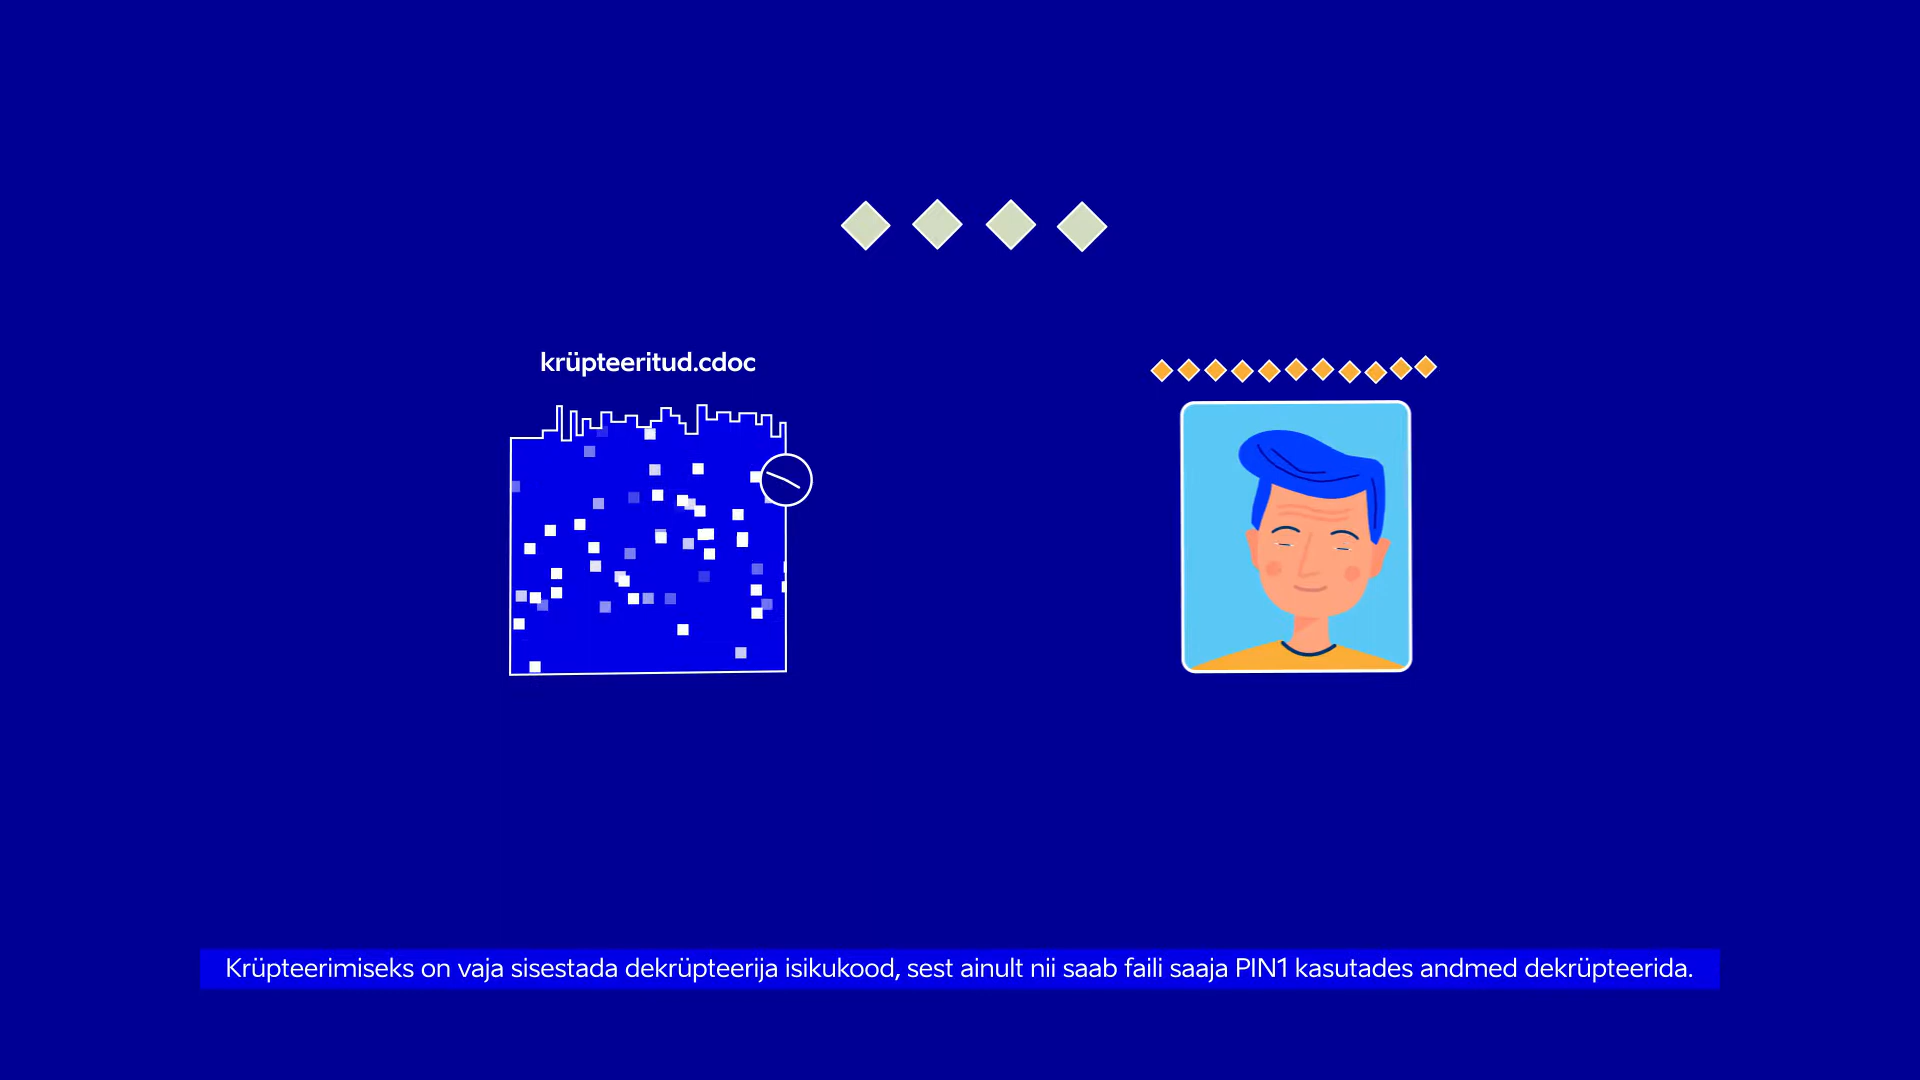 krüpteeritud.cdoc
Krüpteerimiseks on vaja sisestada dekrüpteerija isikukood, sest ainult nii saab faili saaja PIN1 kasutades andmed dekrüpteerida.